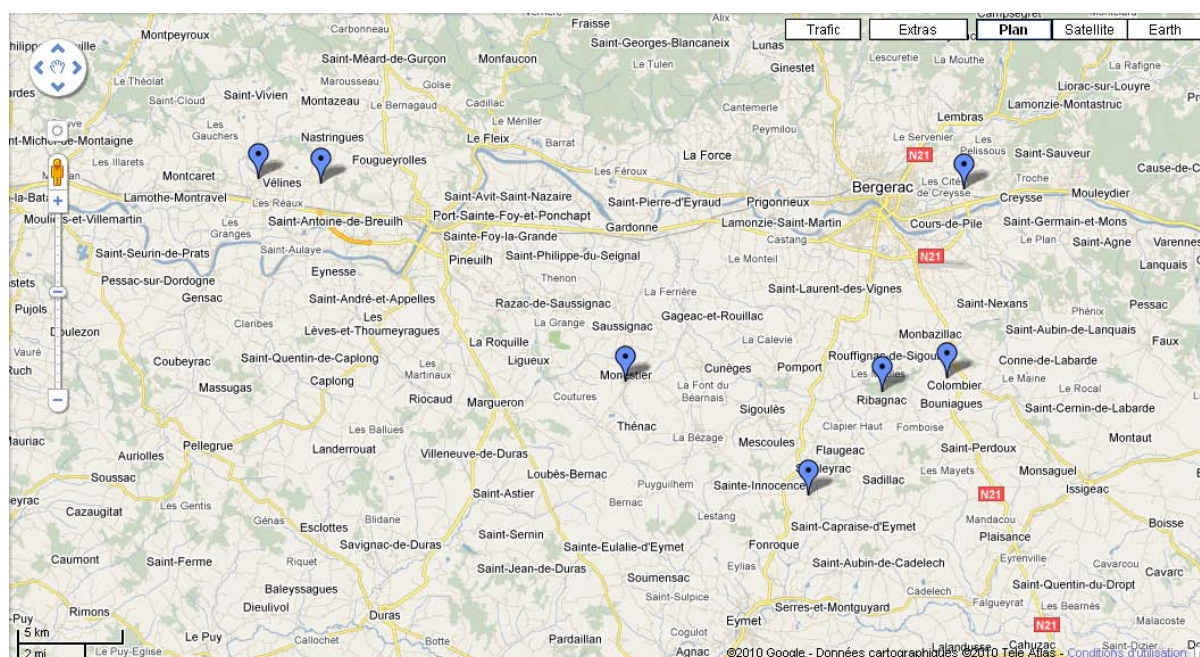 Fraisse
Alix
Trafic
Extras
Plan
Satellite
Earth
Montpeyroux
Carbonneau
Saint-Georges-Blancaneix
Lunas
Saint-Méard-de-Gurçon
Monfaucon
Le Tulen
Ginestet
Lescuretie
La Mouthe
La Rafigne
Le Théolat
Marousseau
Golse
Liorac-sur-Louyre
Saint-Cloud
Saint-Vivien
Montazeau
Le Bernagaud
Cadillac
Cantemerle
Lamonzie-Montastruc
Les Gauchers
Nastringues
Le Mériller
Peymilou
Lembras
Le Fleix
Barrat
Le Servenier
Les Pelissous
Les Illarets
Fougueyrolles
La Force
N21
Saint-Sauveur
Montcaret
Vélines
Les Féroux
Bergerac
Les Cités de Creysse
Troche
Cause-de-C
Lamothe-Montravel
Les Réaux
Saint-Avit-Saint-Nazaire
Saint-Pierre-d'Eyraud
Prigonrieux
Creysse
Mouleydier
Les Granges
Saint-Antoine-de-Breuilh
Port-Sainte-Foy-et-Ponchapt
Gardonne
Lamonzie-Saint-Martin
Cours-de-Pile
Saint-Germain-et-Mons
Sainte-Foy-la-Grande
Castang
Le Plan
Saint-Agne
Varennes
Saint-Seurin-de-Prats
Saint-Aulaye
Pineuilh
Saint-Philippe-du-Seignal
Le Monteil
N21
Lanquais
Eynesse
Thenon
Pessac-sur-Dordogne
Gensac
Saint-André-et-Appelles
Razac-de-Saussignac
La Ferrière
Saint-Laurent-des-Vignes
Saint-Nexans
Pessac
Pujols
Claribes
Les Lèves-et-Thoumeyragues
La Grange
Saussignac
Gageac-et-Rouillac
Phénix
Doulezon
La Roquille
La Calevie
Monbazillac
Saint-Aubin-de-Lanquais
Faux
Vauré
Coubeyrac
Saint-Quentin-de-Caplong
Les Martinaux
Ligueux
Cunèges
Pomport
Conne-de-Labarde
Massugas
Caplong
Monestier
La Font du Béarnais
Colombier
Le Maine
Le Rocal
Riocaud
Margueron
Coutures
Sigoulès
Ribagnac
Bouniagues
Saint-Cernin-de-Labarde
Les Ballues
Thénac
Clapier Haut
Fomboise
Pellegrue
Landerrouat
La Bézage
Mescoules
Flaugeac
Saint-Perdoux
Montaut
Auriolles
Villeneuve-de-Duras
Soussac
Loubès-Bernac
Puyguilhem
Sainte-Innocence
Sadillac
Les Mayets
Monsaguel
Issigeac
Saint-Astier
Bernac
N21
Cazaugitat
Les Gentis
Génas
Blidane
Esclottes
Lestang
Saint-Capraise-d'Eymet
Mandacou
Boisse
Savignac-de-Duras
Saint-Sernin
Sainte-Eulalie-d'Eymet
Fonroque
Plaisance
Caumont
Saint-Ferme
Riquet
Saint-Jean-de-Duras
Eylias
Saint-Aubin-de-Cadelech
Eyrenville
Cavarcou
Cavarc
Baleyssagues
Soumensac
Saint-Sulpice
Cadelech
Saint-Quentin-du-Dropt
Rimons
Dieulivol
Duras
Serres-et-Montguyard
Falgueyrat
Les Bearnès
Eymet
Malacoste
5 km
Le Puy
Callochet
Botte
Pardaillan
Cogulot
N21
2 mi
Le Puy-Eglise
Agnac
Lalandusse
Cahuzac
Saint-Dizier
©2010 Google - Données cartographiques ©2010 Tele Atlas - Conditions d'utilisation